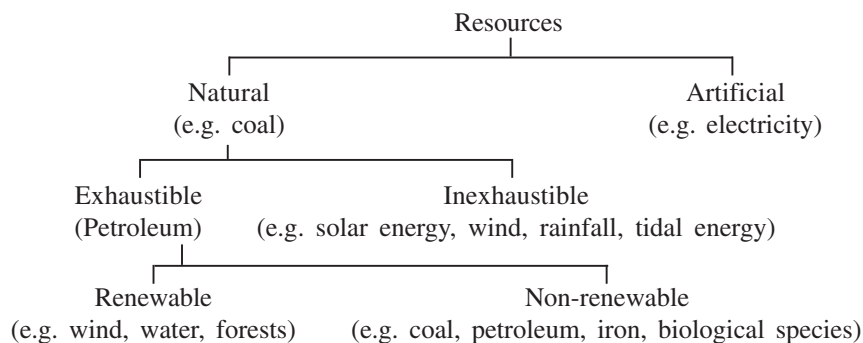 Resources
Natural Artificial
(e.g. coal) (e.g. electricity)
Exhaustible Inexhaustible
(Petroleum) (e.g. solar energy, wind, rainfall, tidal energy)
Renewable Non-renewable
(e.g. wind, water, forests) (e.g. coal, petroleum, iron, biological species)